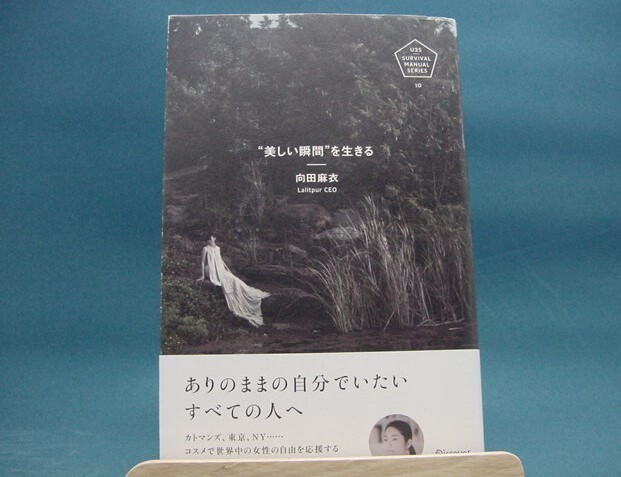 U25
SURVIVAL
MANUAL
SERIES
10
“美しい瞬間”を生きる
向田麻衣
Lalitpur CEO
ありのままの自分でいたい
すべての人へ
カトマンズ、東京、NY……
コスメで世界中の女性の自由を応援する
Discover